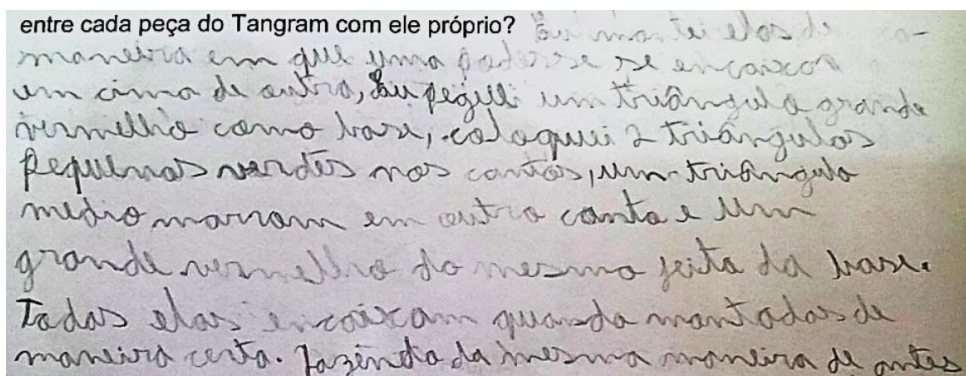 entre cada peça do Tangram com ele próprio? Eu montei elas de
maneira em que uma pudesse se encaixar
um cima de outra, Eu peguei um triângulo grande
vermelho como base, coloquei 2 triângulos
pequenos verdes nos cantos, um triângulo
médio marrom em outro canto e um
grande vermelho do mesmo jeito da base.
Todas elas encaixam quando montadas de
maneira certa. Fazendo da mesma maneira de antes